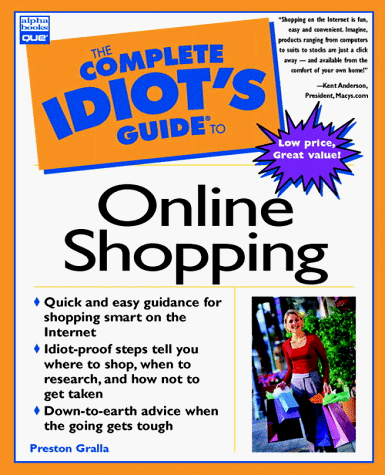 alpha
books
QUE®
"Shopping on the Internet is fun,
easy and convenient. Imagine,
products ranging from computers
to suits to stocks are just a click
away — and available from the
comfort of your own home!"
—Kent Anderson,
President, Macys.com
THE
COMPLETE
IDIOT'S
GUIDE® TO
Low price,
Great value!
Online
Shopping
♦ Quick and easy guidance for
shopping smart on the
Internet
♦ Idiot-proof steps tell you
where to shop, when to
research, and how not to
get taken
♦ Down-to-earth advice when
the going gets tough
Preston Gralla